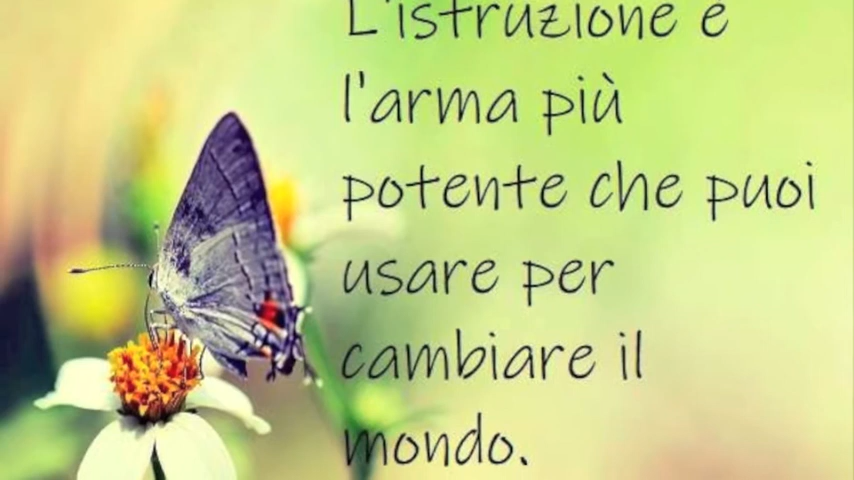 L'istruzione è
l'arma più
potente che puoi
usare per
cambiare il
mondo.